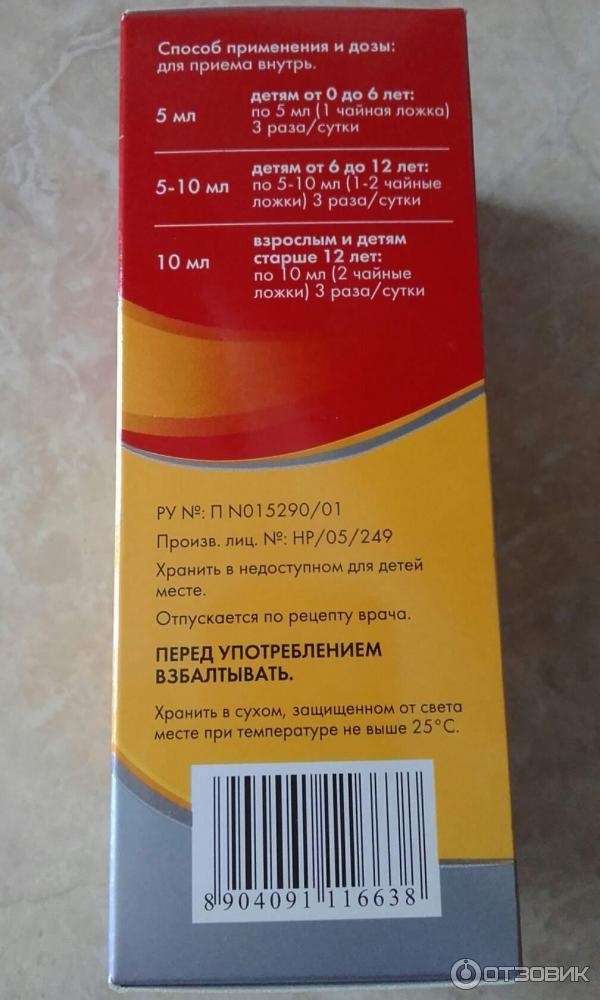 Способ применения и дозы:
для приема внутрь.
5 мл
детям от 0 до 6 лет:
по 5 мл (1 чайная ложка)
3 раза/сутки
5-10 мл
детям от 6 до 12 лет:
по 5-10 мл (1-2 чайные
ложки) 3 раза/сутки
10 мл
взрослым и детям
старше 12 лет:
по 10 мл (2 чайные
ложки) 3 раза/сутки
РУ №: П N015290/01
Произв. лиц. №: HP/05/249
Хранить в недоступном для детей
месте.
Отпускается по рецепту врача.
ПЕРЕД УПОТРЕБЛЕНИЕМ
ВЗБАЛТЫВАТЬ.
Хранить в сухом, защищенном от света
месте при температуре не выше 25°С.
8 904091 116638
ОТЗОВИК